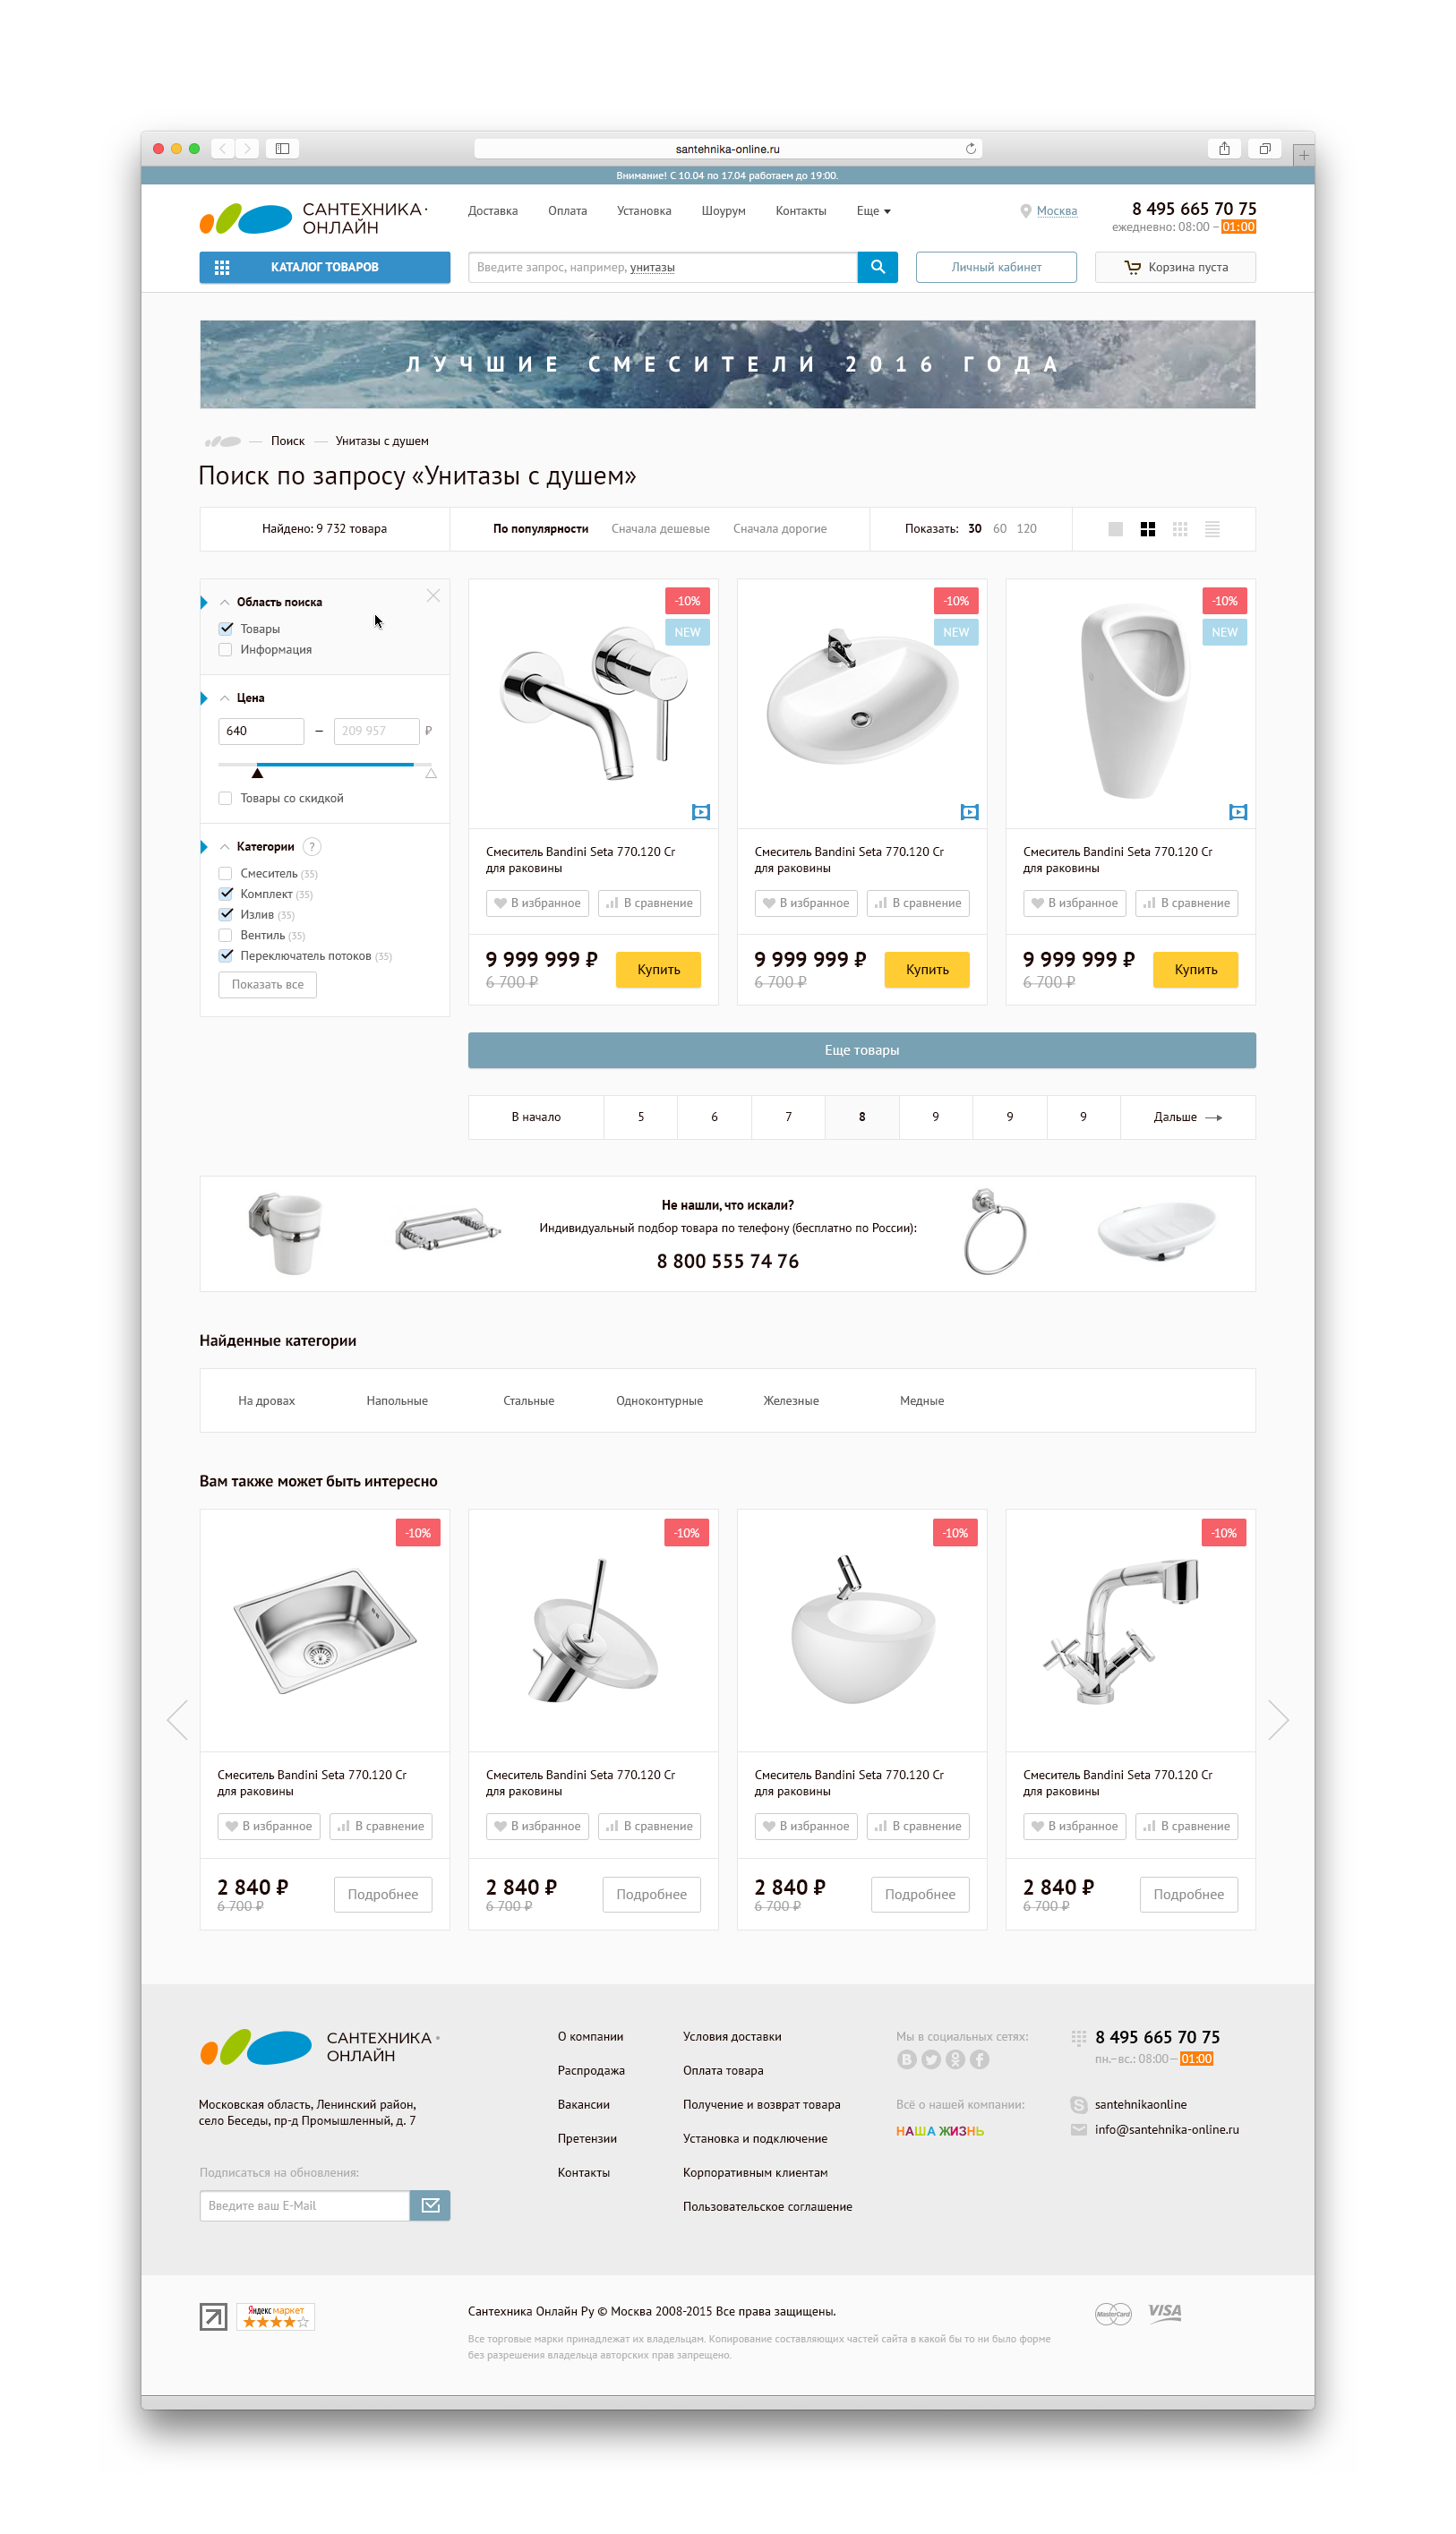 santehnika-online.ru
Внимание! С 10.04 по 17.04 работаем до 19:00.
САНТЕХНИКА
ОНЛАЙН
Доставка Оплата Установка Шоурум Контакты Еще
Москва
8 495 665 70 75
ежедневно: 08:00 – 01:00
КАТАЛОГ ТОВАРОВ
Введите запрос, например, унитазы
Личный кабинет
Корзина пуста
ЛУЧШИЕ СМЕСИТЕЛИ 2016 ГОДА
Поиск — Унитазы с душем
Поиск по запросу «Унитазы с душем»
Найдено: 9 732 товара
По популярности Сначала дешевые Сначала дорогие
Показать: 30 60 120
Область поиска
Товары
Информация
Цена
640 — 209 957 ₽
Товары со скидкой
Категории ?
Смеситель (35)
Комплект (35)
Излив (35)
Вентиль (35)
Переключатель потоков (35)
Показать все
-10%
NEW
Смеситель Bandini Seta 770.120 Cr
для раковины
В избранное В сравнение
9 999 999 ₽
6 700 ₽
Купить
-10%
NEW
Смеситель Bandini Seta 770.120 Cr
для раковины
В избранное В сравнение
9 999 999 ₽
6 700 ₽
Купить
-10%
NEW
Смеситель Bandini Seta 770.120 Cr
для раковины
В избранное В сравнение
9 999 999 ₽
6 700 ₽
Купить
Еще товары
В начало 5 6 7 8 9 9 9 Дальше
Не нашли, что искали?
Индивидуальный подбор товара по телефону (бесплатно по России):
8 800 555 74 76
Найденные категории
На дровах Напольные Стальные Одноконтурные Железные Медные
Вам также может быть интересно
-10%
Смеситель Bandini Seta 770.120 Cr
для раковины
В избранное В сравнение
2 840 ₽
6 700 ₽
Подробнее
-10%
Смеситель Bandini Seta 770.120 Cr
для раковины
В избранное В сравнение
2 840 ₽
6 700 ₽
Подробнее
-10%
Смеситель Bandini Seta 770.120 Cr
для раковины
В избранное В сравнение
2 840 ₽
6 700 ₽
Подробнее
-10%
Смеситель Bandini Seta 770.120 Cr
для раковины
В избранное В сравнение
2 840 ₽
6 700 ₽
Подробнее
САНТЕХНИКА
ОНЛАЙН
Московская область, Ленинский район,
село Беседы, пр-д Промышленный, д. 7
Подписаться на обновления:
Введите ваш E-Mail
О компании
Распродажа
Вакансии
Претензии
Контакты
Условия доставки
Оплата товара
Получение и возврат товара
Установка и подключение
Корпоративным клиентам
Пользовательское соглашение
Мы в социальных сетях:
Всё о нашей компании:
НАША ЖИЗНЬ
8 495 665 70 75
пн.–вс.: 08:00— 01:00
santehnikaonline
info@santehnika-online.ru
Яндекс маркет
Сантехника Онлайн Ру © Москва 2008-2015 Все права защищены.
Все торговые марки принадлежат их владельцам. Копирование составляющих частей сайта в какой бы то ни было форме
без разрешения владельца авторских прав запрещено.
MasterCard VISA